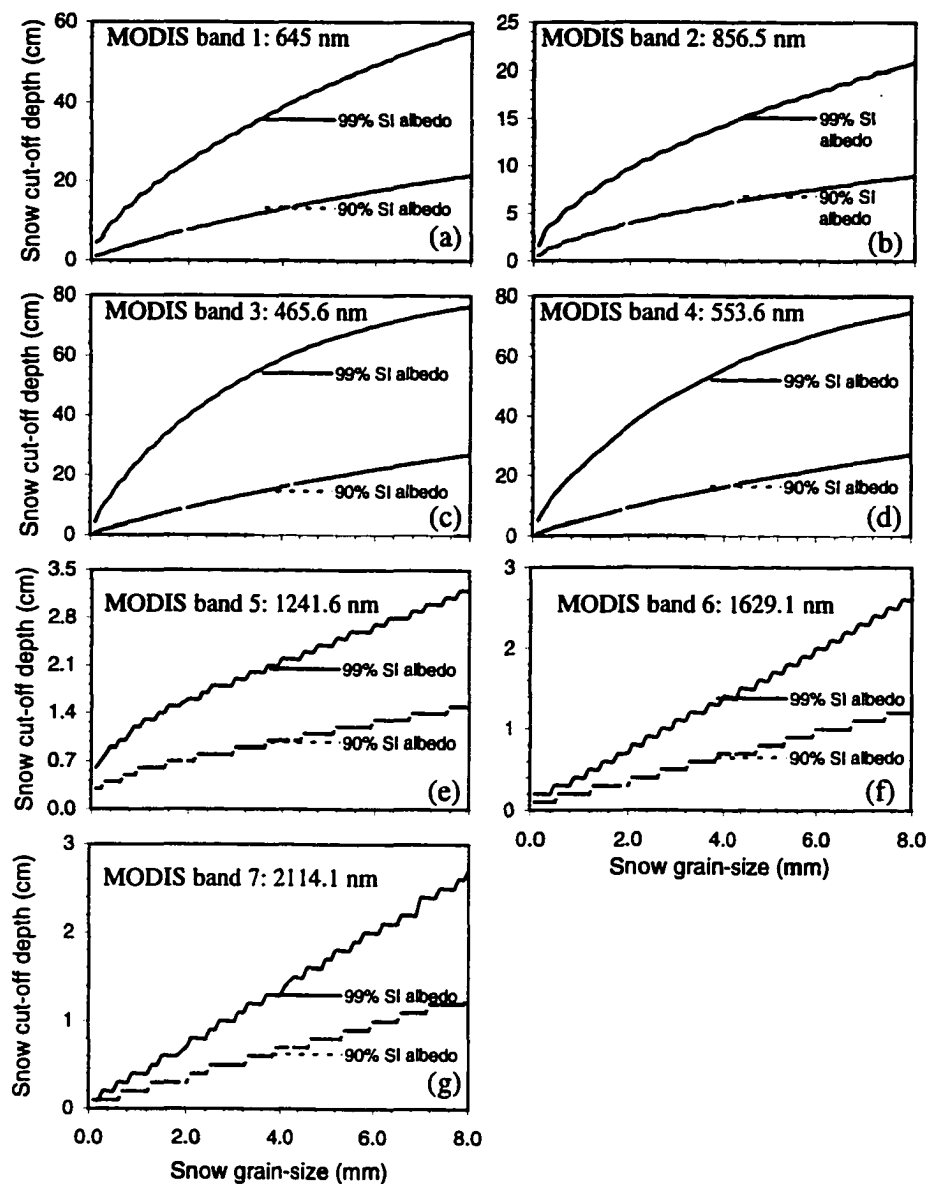 Snow cut-off depth (cm)
60
40
20
0
MODIS band 1: 645 nm
99% SI albedo
90% SI albedo
(a)
25
20
15
10
5
0
MODIS band 2: 856.5 nm
99% SI
albedo
90% SI
albedo
(b)
Snow cut-off depth (cm)
80
60
40
20
0
MODIS band 3: 465.6 nm
99% SI albedo
90% SI albedo
(c)
80
60
40
20
0
MODIS band 4: 553.6 nm
99% SI albedo
90% SI albedo
(d)
Snow cut-off depth (cm)
3.5
2.8
2.1
1.4
0.7
0.0
MODIS band 5: 1241.6 nm
99% SI albedo
90% SI albedo
(e)
3
2
1
0
MODIS band 6: 1629.1 nm
99% SI albedo
90% SI albedo
(f)
0.0 2.0 4.0 6.0 8.0
Snow grain-size (mm)
Snow cut-off depth (cm)
3
2
1
0
MODIS band 7: 2114.1 nm
99% SI albedo
90% SI albedo
(g)
0.0 2.0 4.0 6.0 8.0
Snow grain-size (mm)